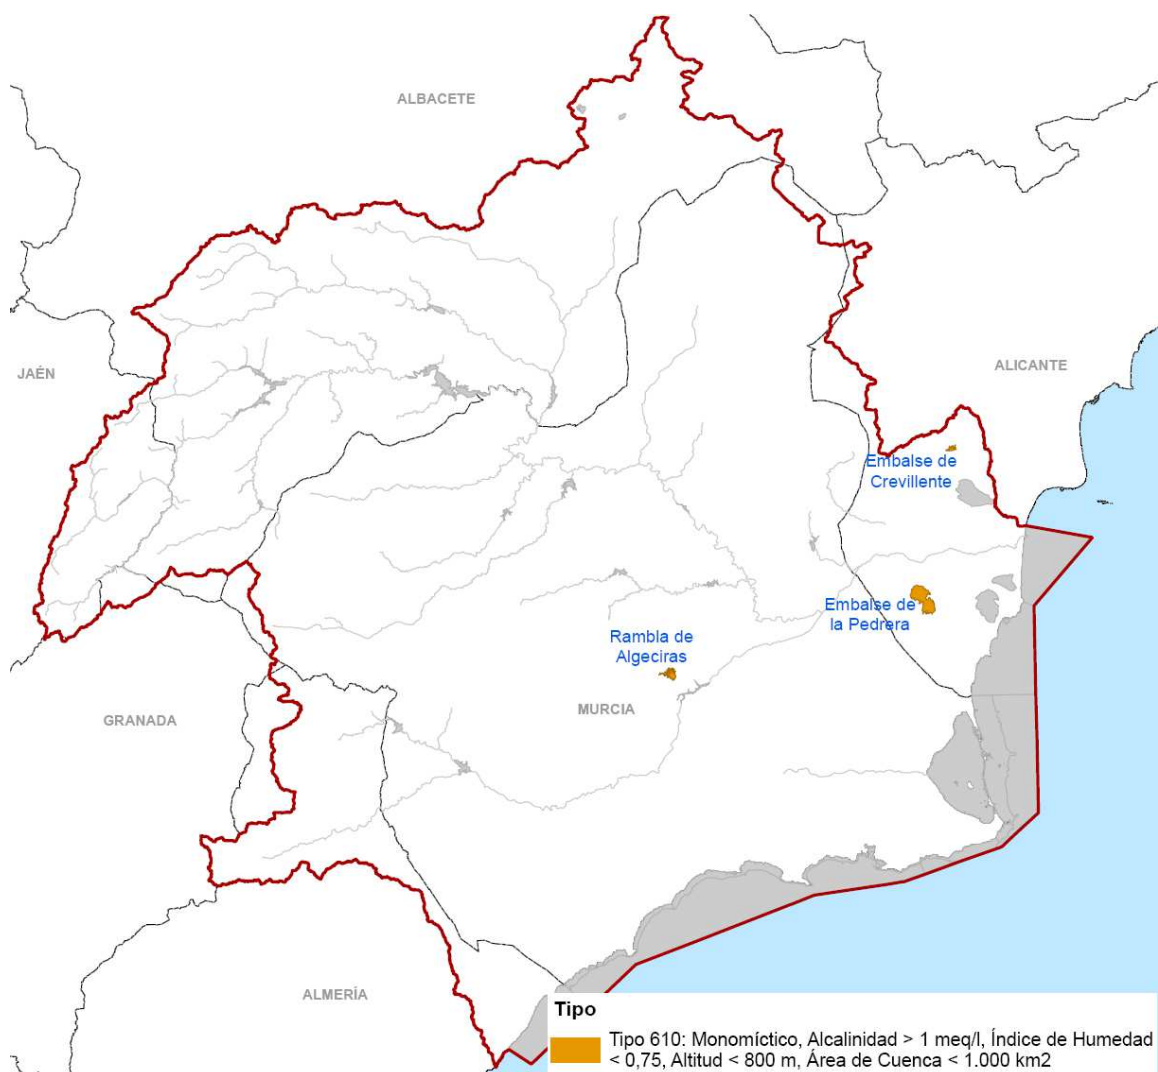 ALBACETE
JAÉN
ALICANTE
Embalse de
Crevillente
Embalse de
la Pedrera
Rambla de
Algeciras
MURCIA
GRANADA
ALMERÍA
Tipo
Tipo 610: Monomíctico, Alcalinidad > 1 meq/l, Índice de Humedad
< 0,75, Altitud < 800 m, Área de Cuenca < 1.000 km2